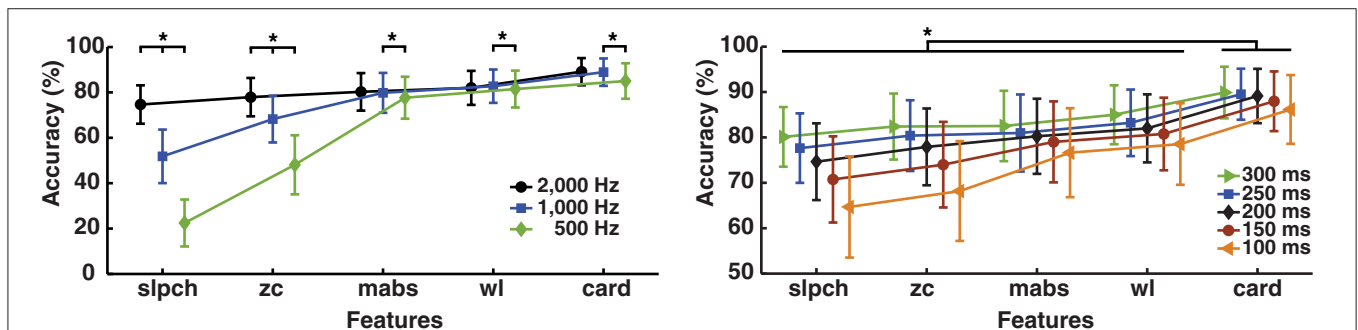 * * * * *
100
80
60
40
20
0
Accuracy (%)
2,000 Hz
1,000 Hz
500 Hz
slpch zc mabs wl card
Features
*
100
90
80
70
60
50
Accuracy (%)
300 ms
250 ms
200 ms
150 ms
100 ms
slpch zc mabs wl card
Features